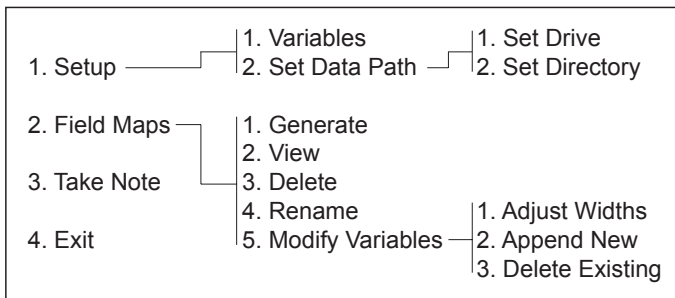 1. Setup
1. Variables
2. Set Data Path
1. Set Drive
2. Set Directory
2. Field Maps
1. Generate
2. View
3. Delete
4. Rename
5. Modify Variables
1. Adjust Widths
2. Append New
3. Delete Existing
3. Take Note
4. Exit